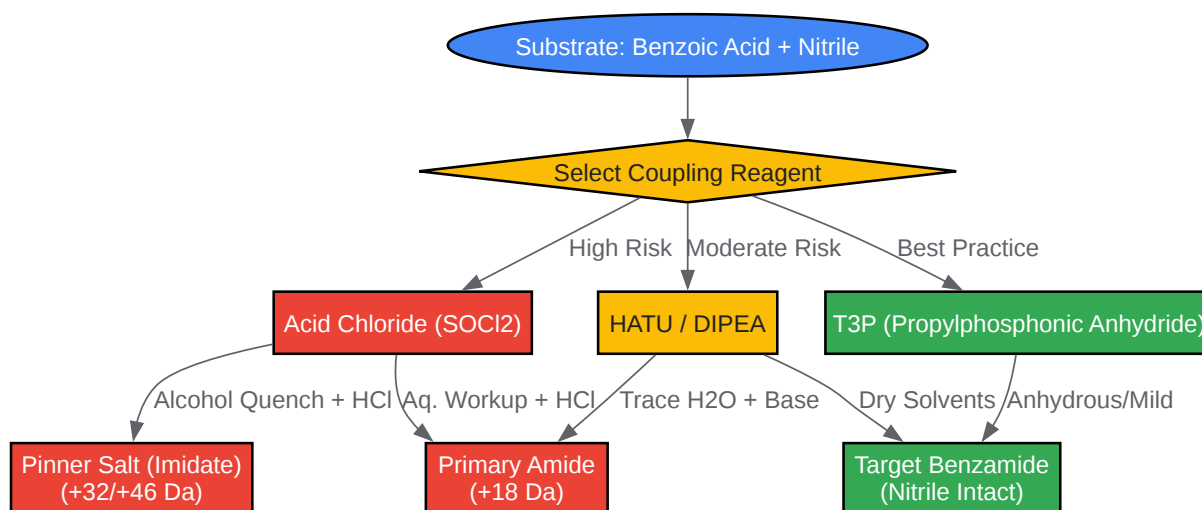 Substrate: Benzoic Acid + Nitrile
Select Coupling Reagent
High Risk
Moderate Risk
Best Practice
Acid Chloride (SOCl2)
HATU / DIPEA
T3P (Propylphosphonic Anhydride)
Alcohol Quench + HCl
Aq. Workup + HCl
Trace H2O + Base
Dry Solvents
Anhydrous/Mild
Pinner Salt (Imidate)
(+32/+46 Da)
Primary Amide
(+18 Da)
Target Benzamide
(Nitrile Intact)